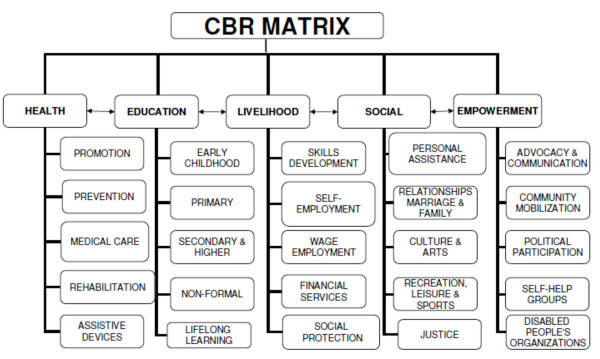 CBR MATRIX
HEALTH
EDUCATION
LIVELIHOOD
SOCIAL
EMPOWERMENT
PROMOTION
PREVENTION
MEDICAL CARE
REHABILITATION
ASSISTIVE
DEVICES
EARLY
CHILDHOOD
PRIMARY
SECONDARY &
HIGHER
NON-FORMAL
LIFELONG
LEARNING
SKILLS
DEVELOPMENT
SELF-
EMPLOYMENT
WAGE
EMPLOYMENT
FINANCIAL
SERVICES
SOCIAL
PROTECTION
PERSONAL
ASSISTANCE
RELATIONSHIPS
MARRIAGE &
FAMILY
CULTURE &
ARTS
RECREATION,
LEISURE &
SPORTS
JUSTICE
ADVOCACY &
COMMUNICATION
COMMUNITY
MOBILIZATION
POLITICAL
PARTICIPATION
SELF-HELP
GROUPS
DISABLED
PEOPLE'S
ORGANIZATIONS